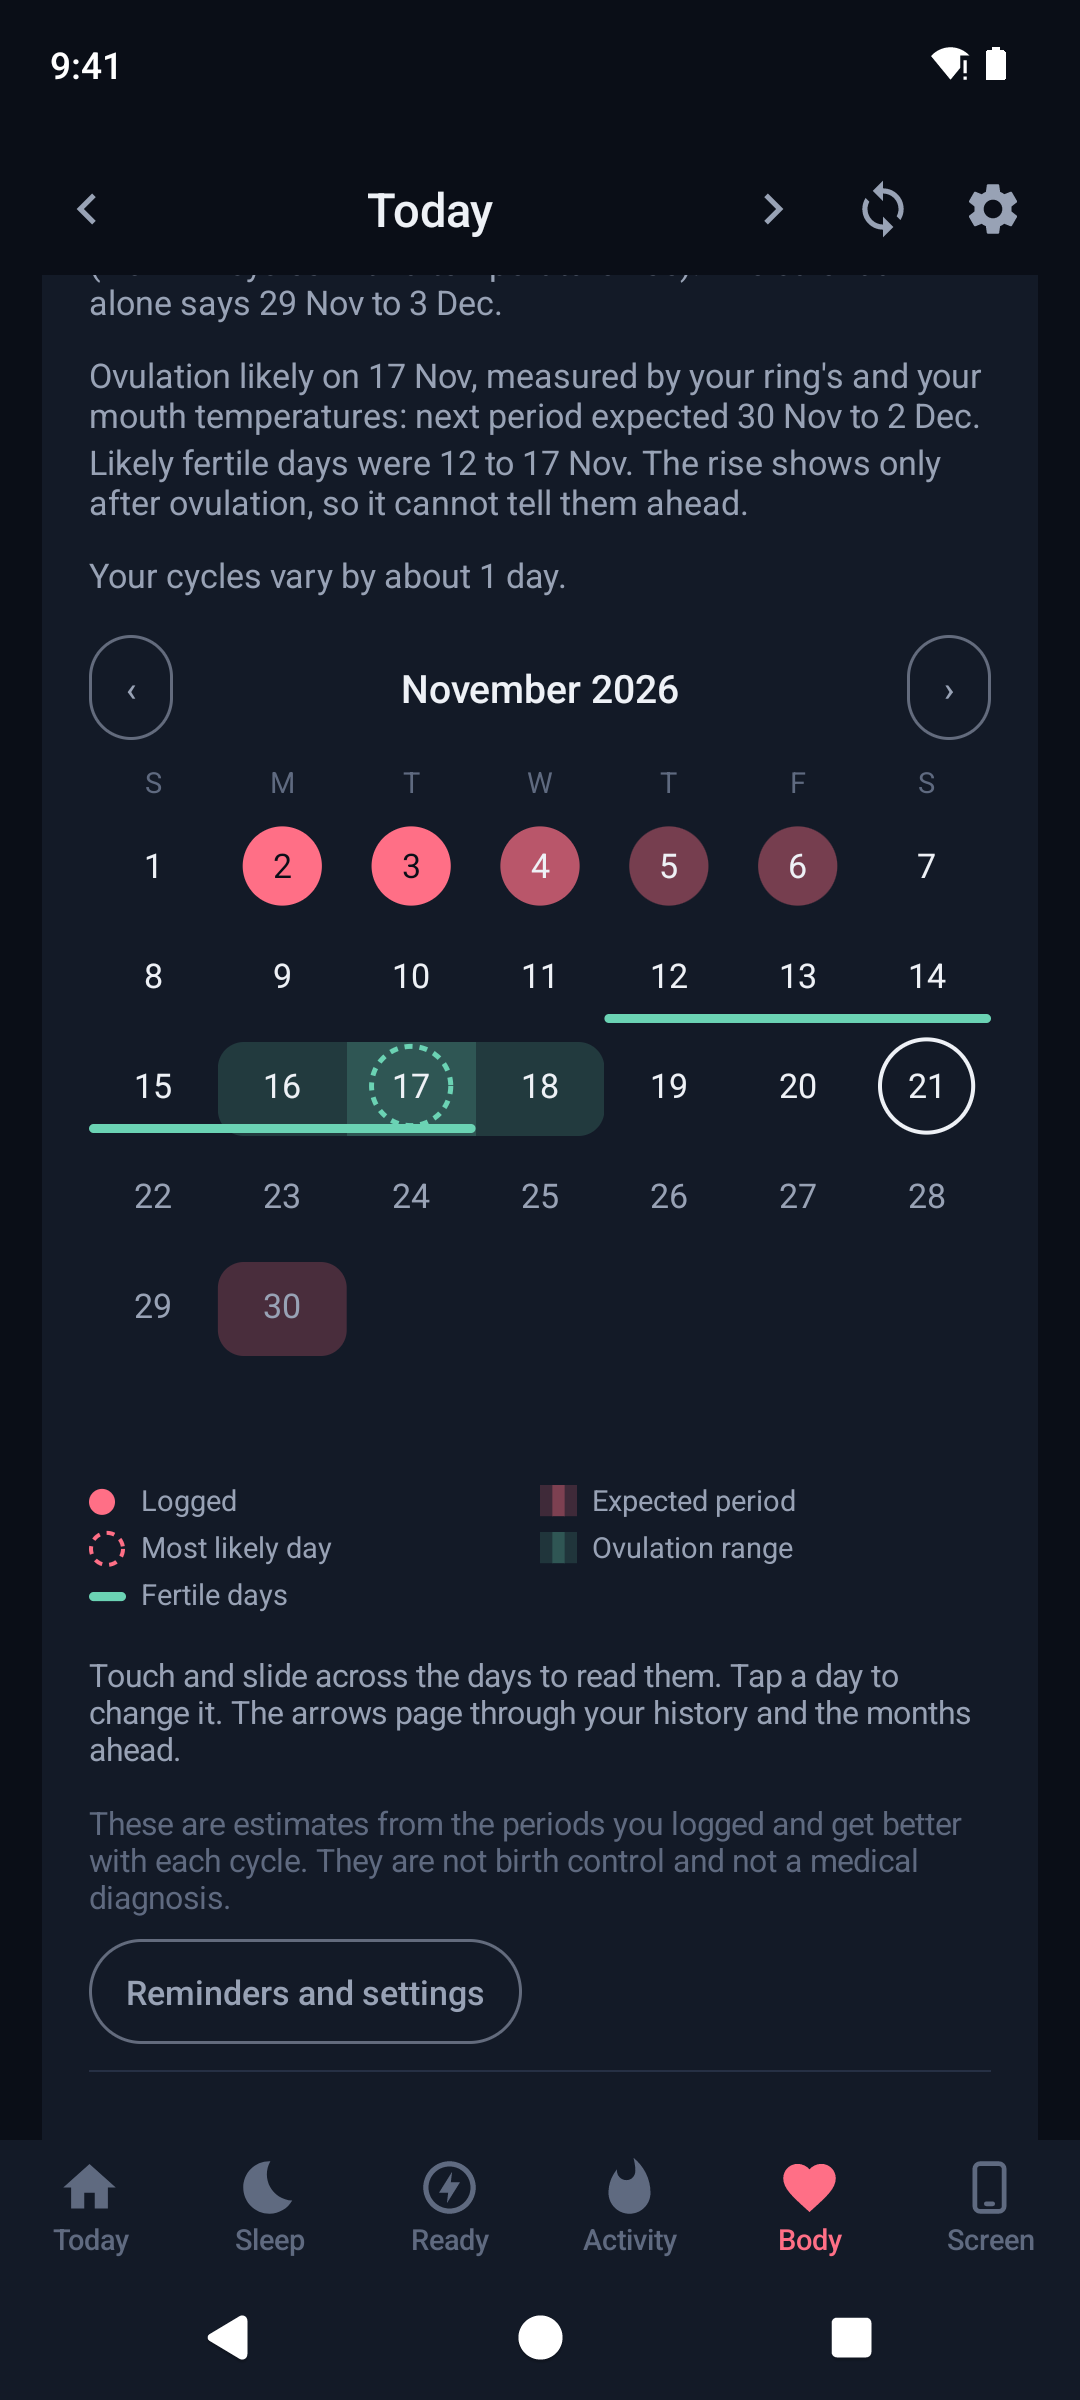 9:41
Today
alone says 29 Nov to 3 Dec.
Ovulation likely on 17 Nov, measured by your ring's and your
mouth temperatures: next period expected 30 Nov to 2 Dec.
Likely fertile days were 12 to 17 Nov. The rise shows only
after ovulation, so it cannot tell them ahead.
Your cycles vary by about 1 day.
‹ November 2026 ›
S M T W T F S
1 2 3 4 5 6 7
8 9 10 11 12 13 14
15 16 17 18 19 20 21
22 23 24 25 26 27 28
29 30
Logged Expected period
Most likely day Ovulation range
Fertile days
Touch and slide across the days to read them. Tap a day to
change it. The arrows page through your history and the months
ahead.
These are estimates from the periods you logged and get better
with each cycle. They are not birth control and not a medical
diagnosis.
Reminders and settings
Today Sleep Ready Activity Body Screen